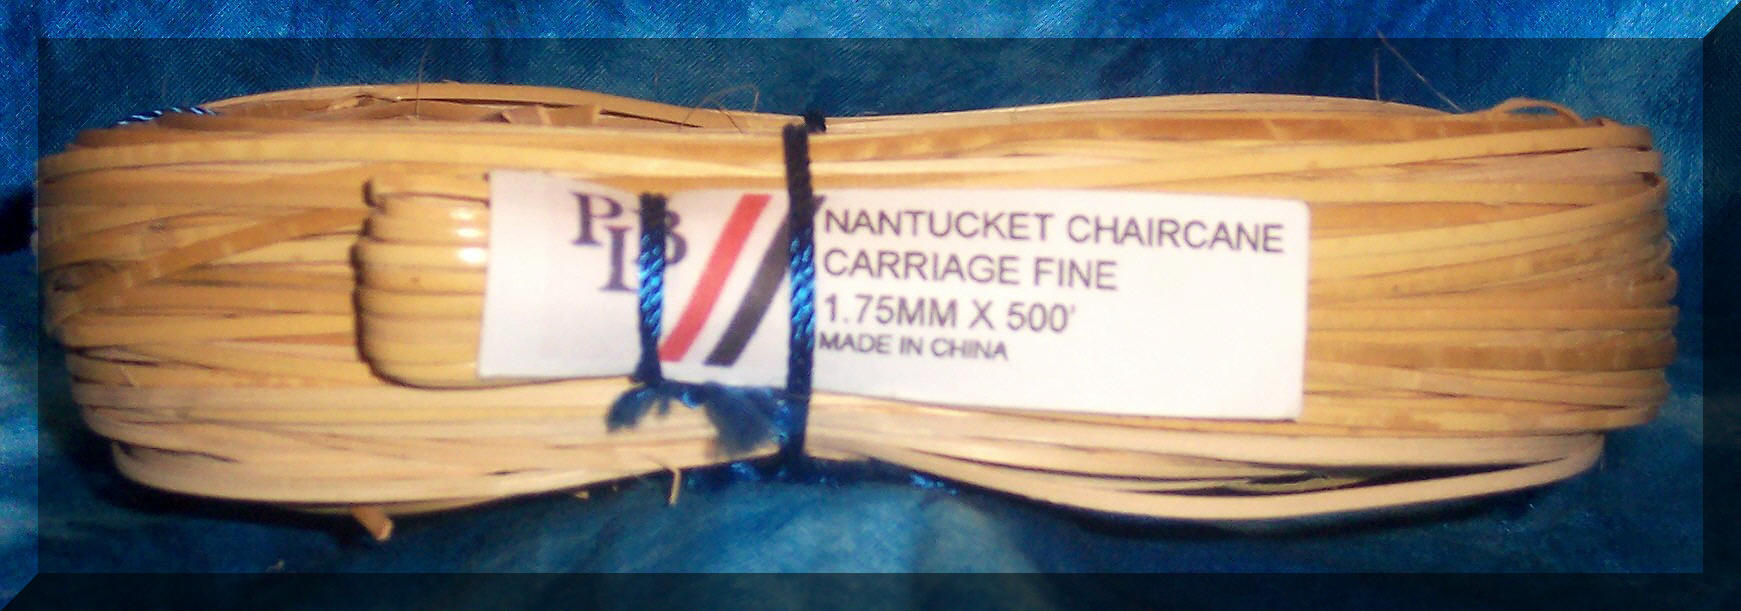 PLB
NANTUCKET CHAIRCANE
CARRIAGE FINE
1.75MM X 500'
MADE IN CHINA